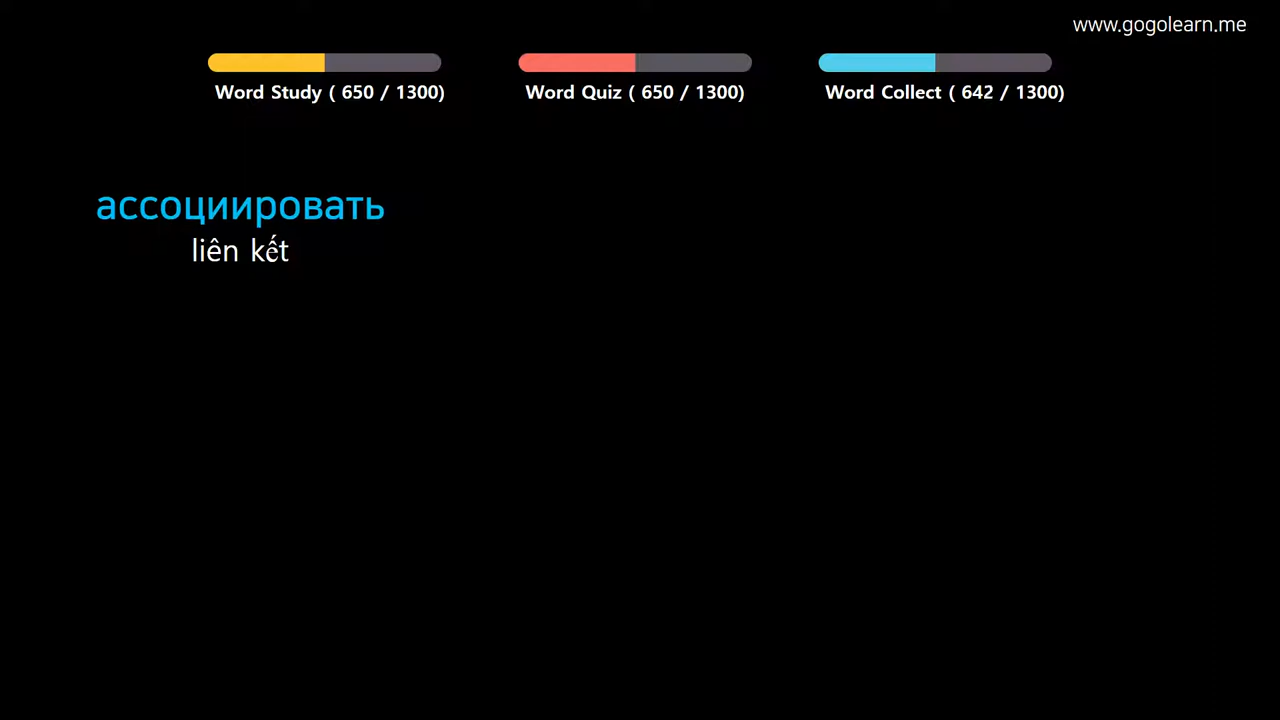 www.gogolearn.me
Word Study ( 650 / 1300)
Word Quiz ( 650 / 1300)
Word Collect ( 642 / 1300)
ассоциировать
liên kết